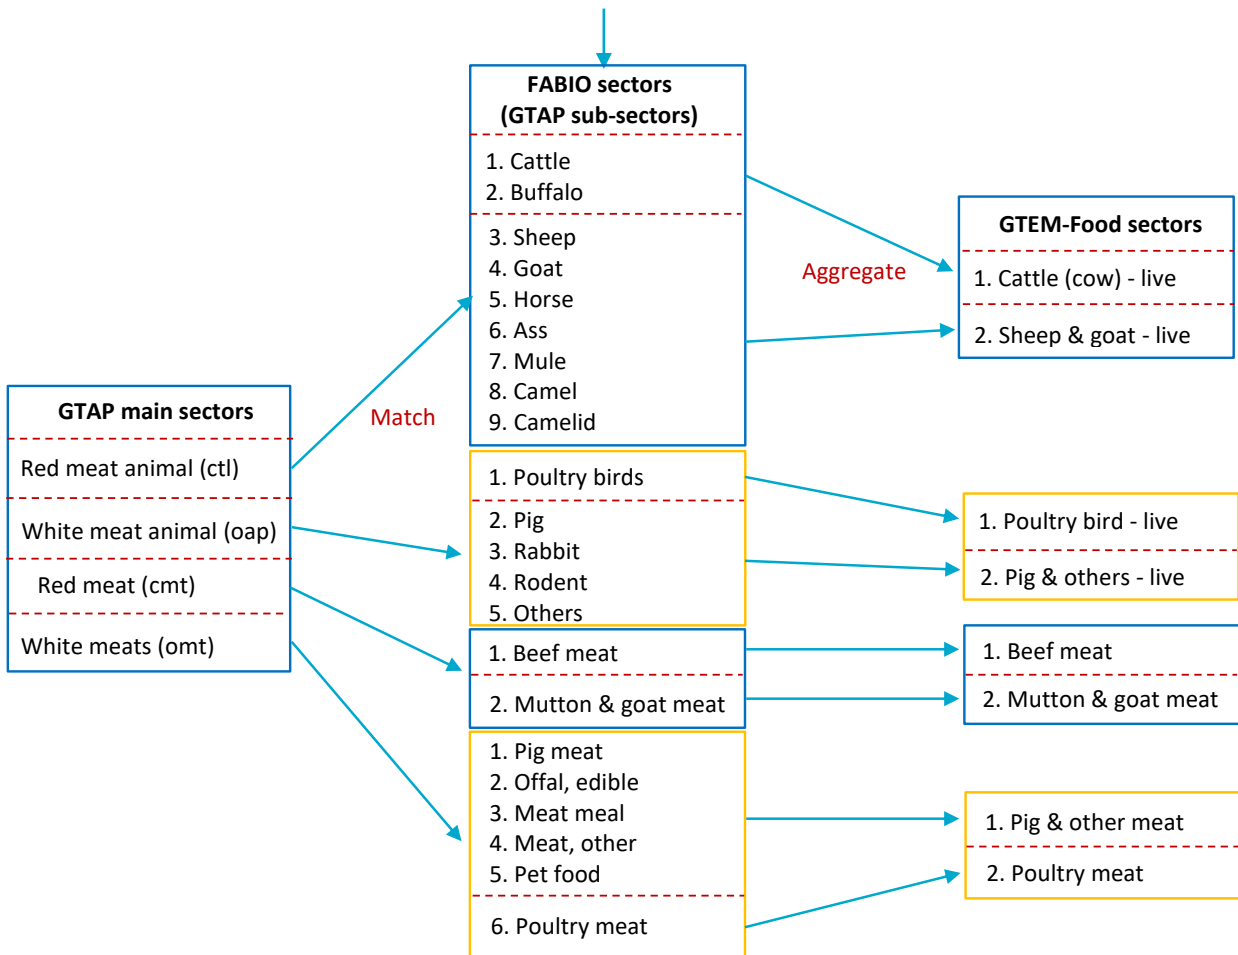 FABIO sectors
(GTAP sub-sectors)
1. Cattle
2. Buffalo
3. Sheep
4. Goat
5. Horse
6. Ass
7. Mule
8. Camel
9. Camelid
GTEM-Food sectors
1. Cattle (cow) - live
2. Sheep & goat - live
Aggregate
Match
GTAP main sectors
Red meat animal (ctl)
White meat animal (oap)
Red meat (cmt)
White meats (omt)
1. Poultry birds
2. Pig
3. Rabbit
4. Rodent
5. Others
1. Poultry bird - live
2. Pig & others - live
1. Beef meat
2. Mutton & goat meat
1. Beef meat
2. Mutton & goat meat
1. Pig meat
2. Offal, edible
3. Meat meal
4. Meat, other
5. Pet food
6. Poultry meat
1. Pig & other meat
2. Poultry meat